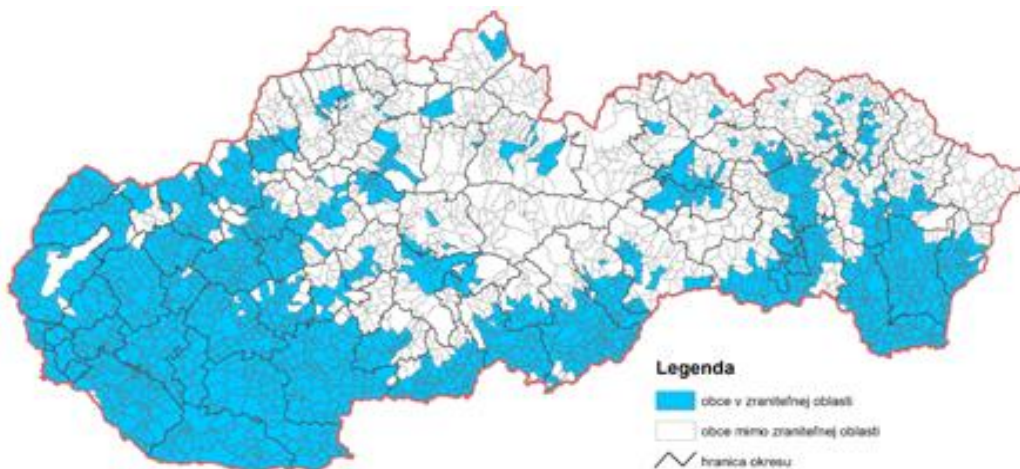 Legenda
obce v zraniteľnej oblasti
obce mimo zraniteľnej oblasti
hranica okresu